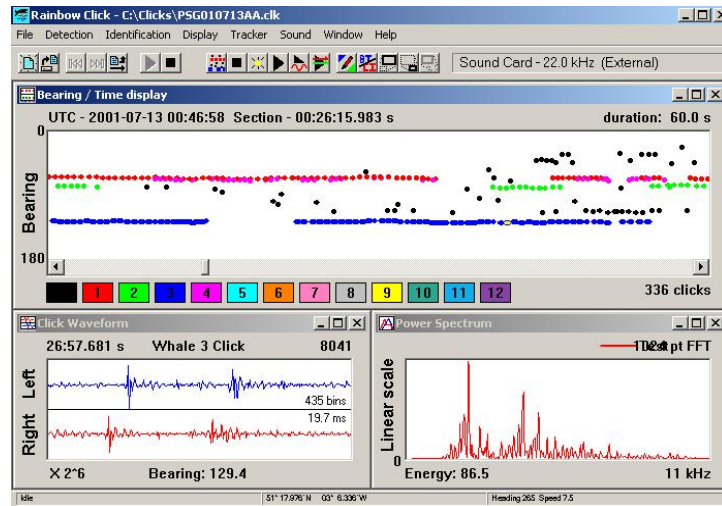 Rainbow Click - C:\Clicks\PSG010713AA.clk
File Detection Identification Display Tracker Sound Window Help
Sound Card - 22.0 kHz (External)
Bearing / Time display
UTC - 2001-07-13 00:46:58 Section - 00:26:15.983 s duration: 60.0 s
0
Bearing
180
1 2 3 4 5 6 7 8 9 10 11 12 336 clicks
Click Waveform
26:57.681 s Whale 3 Click 8041
Left
435 bins
19.7 ms
Right
X 2^6 Bearing: 129.4
Power Spectrum
pt FFT
Linear scale
0
Energy: 86.5 11 kHz
Idle 51° 17.976' N 03° 6.336' W Heading 265 Speed 7.5